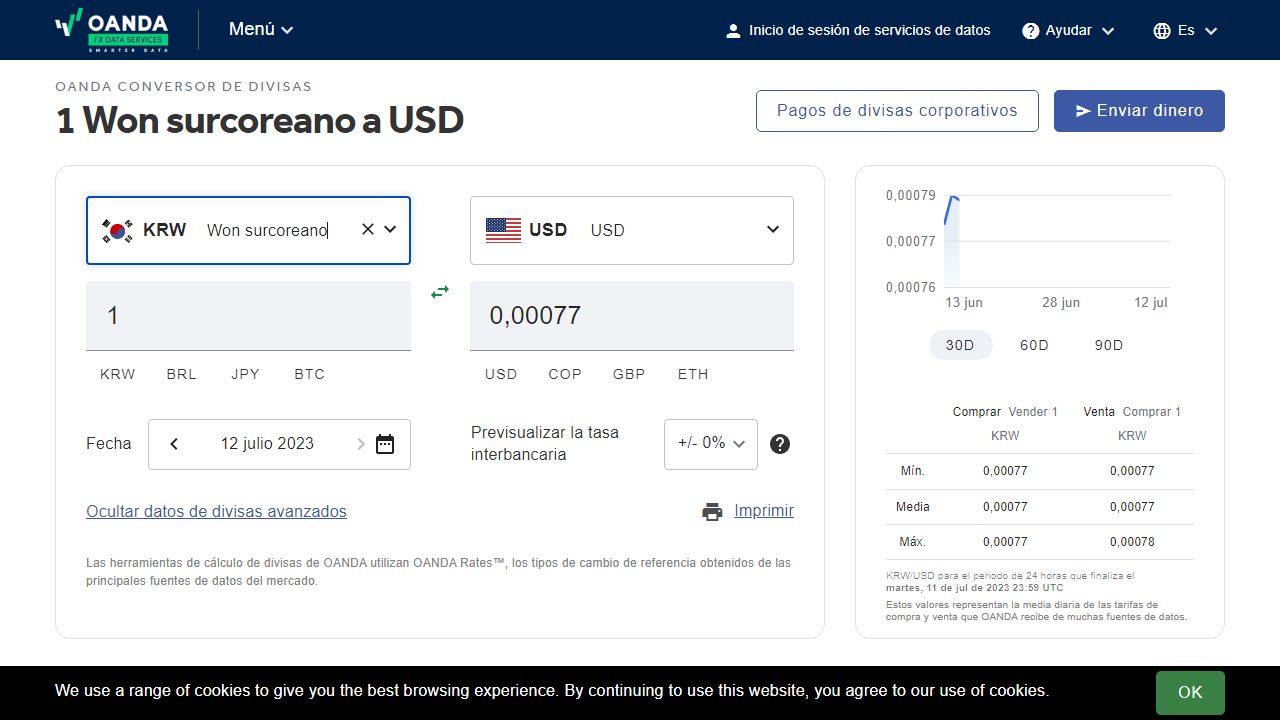 OANDA
FX DATA SERVICES
SMARTER DATA
Menú
Inicio de sesión de servicios de datos
Ayudar
Es
OANDA CONVERSOR DE DIVISAS
1 Won surcoreano a USD
Pagos de divisas corporativos
Enviar dinero
KRW Won surcoreano
USD USD
1
0,00077
KRW BRL JPY BTC
USD COP GBP ETH
Fecha
12 julio 2023
Previsualizar la tasa
interbancaria
+/- 0%
Ocultar datos de divisas avanzados
Imprimir
Las herramientas de cálculo de divisas de OANDA utilizan OANDA Rates™, los tipos de cambio de referencia obtenidos de las
principales fuentes de datos del mercado.
0,00079
0,00077
0,00076
13 jun 28 jun 12 jul
30D 60D 90D
Comprar Vender 1 Venta Comprar 1
KRW KRW
Mín. 0,00077 0,00077
Media 0,00077 0,00077
Máx. 0,00077 0,00078
KRW/USD para el periodo de 24 horas que finaliza el
martes, 11 de jul de 2023 23:59 UTC
Estos valores representan la media diaria de las tarifas de
compra y venta que OANDA recibe de muchas fuentes de datos.
We use a range of cookies to give you the best browsing experience. By continuing to use this website, you agree to our use of cookies.
OK